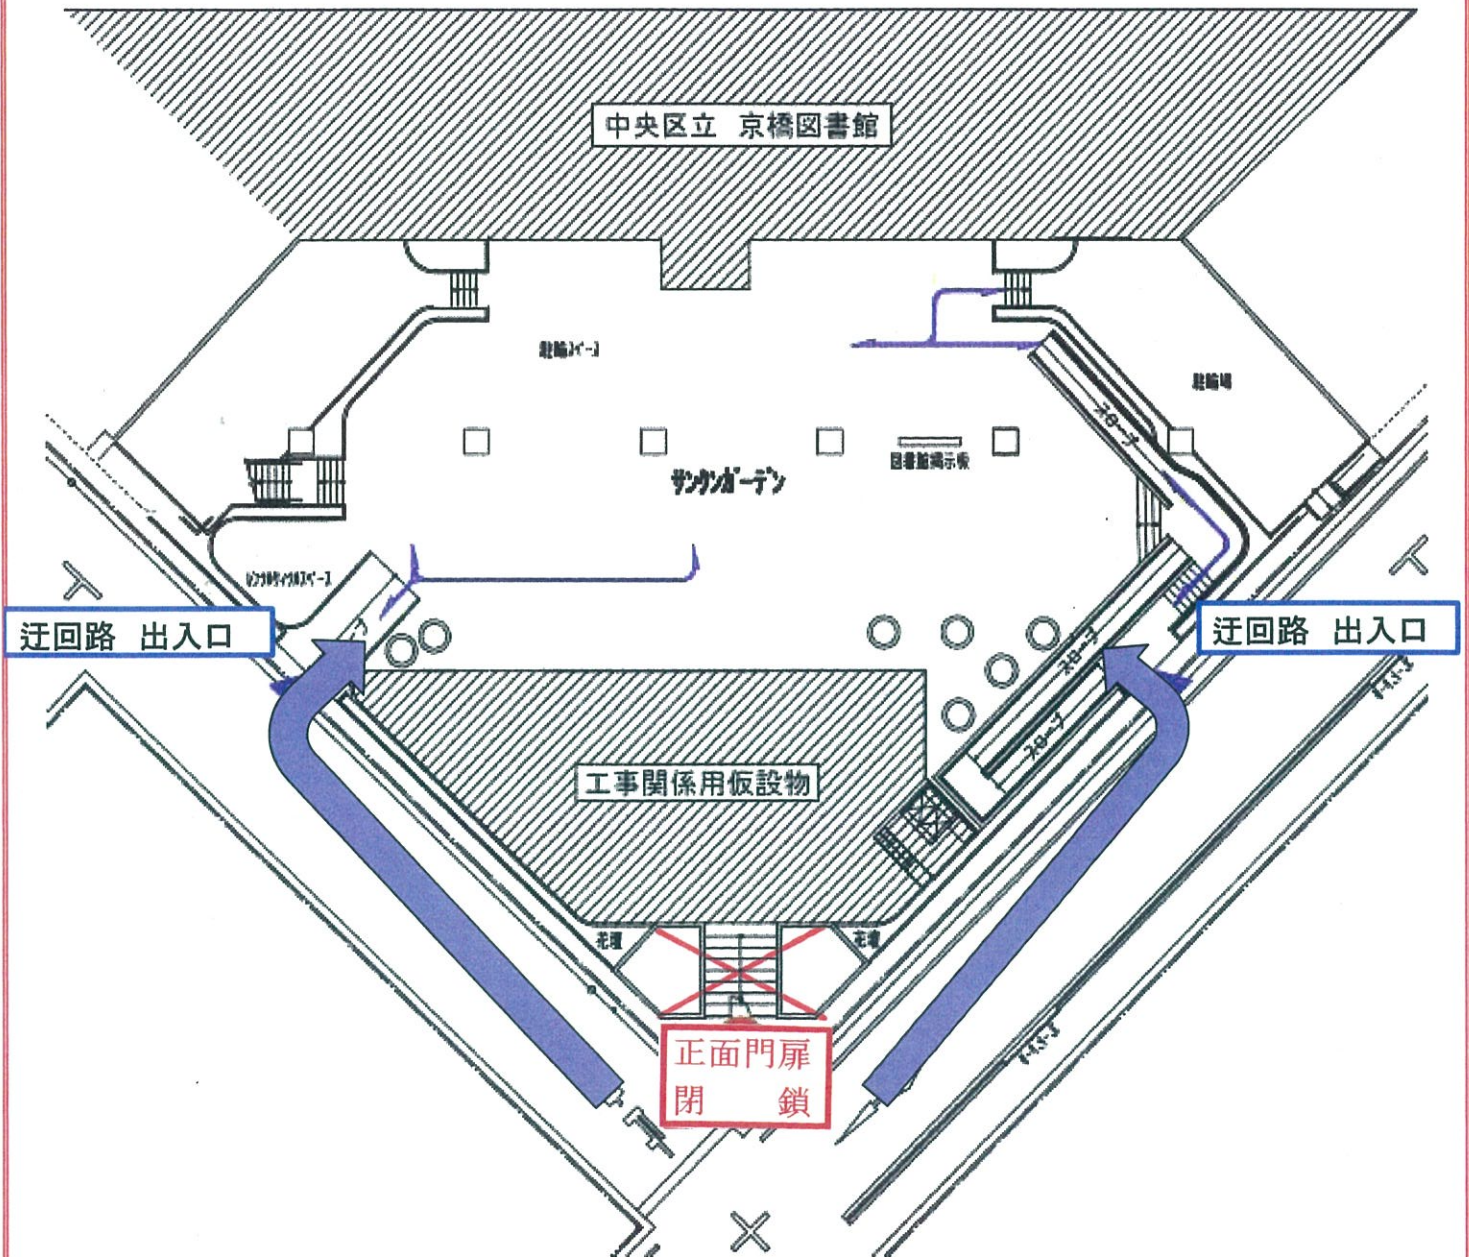 中央区立 京橋図書館
駐輪スペース
駐輪場
スロープ
図書館掲示板
サンクンガーデン
迂回路 出入口
迂回路 出入口
スロープ
スロープ
工事関係用仮設物
花壇
花壇
正面門扉
閉 鎖